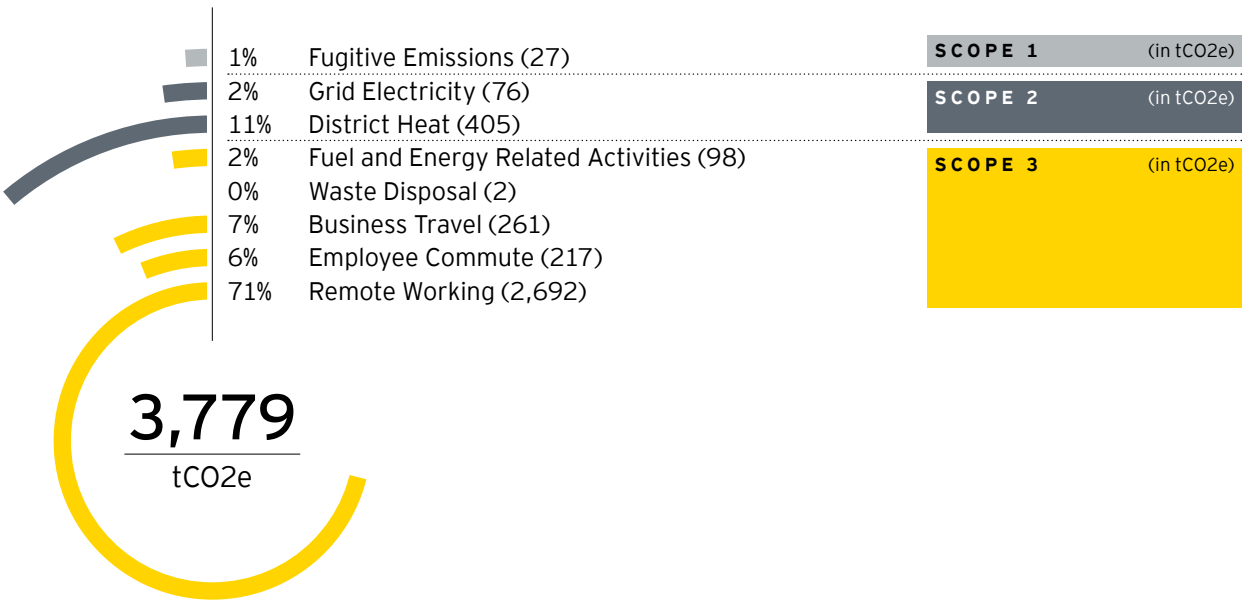 1% Fugitive Emissions (27) SCOPE 1 (in tCO2e)
2% Grid Electricity (76) SCOPE 2 (in tCO2e)
11% District Heat (405)
2% Fuel and Energy Related Activities (98) SCOPE 3 (in tCO2e)
0% Waste Disposal (2)
7% Business Travel (261)
6% Employee Commute (217)
71% Remote Working (2,692)
3,779
tCO2e